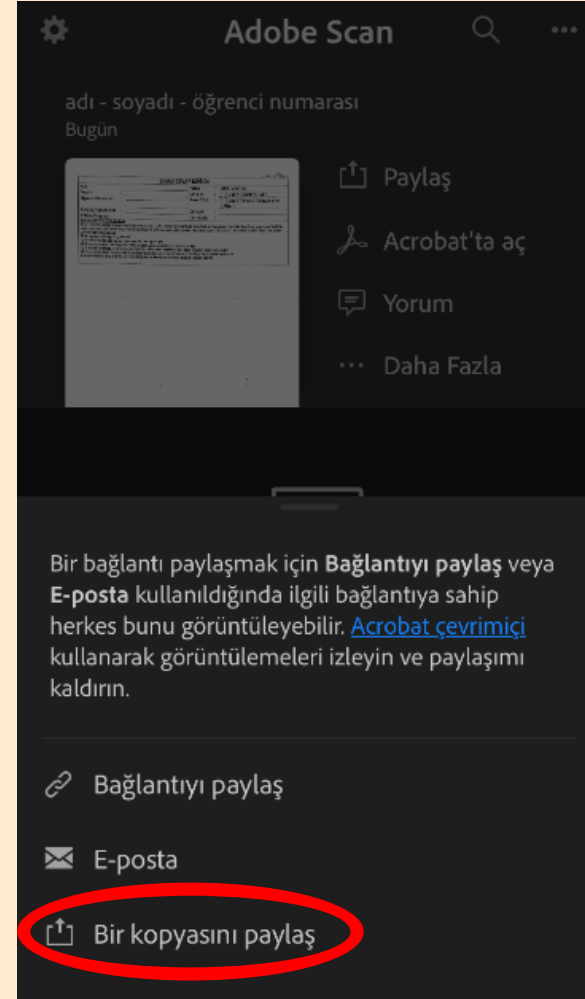 Adobe Scan
adı - soyadı - öğrenci numarası
Bugün
Paylaş
Acrobat'ta aç
Yorum
Daha Fazla
Bir bağlantı paylaşmak için Bağlantıyı paylaş veya
E-posta kullanıldığında ilgili bağlantıya sahip
herkes bunu görüntüleyebilir. Acrobat çevrimiçi
kullanarak görüntülemeleri izleyin ve paylaşımı
kaldırın.
Bağlantıyı paylaş
E-posta
Bir kopyasını paylaş